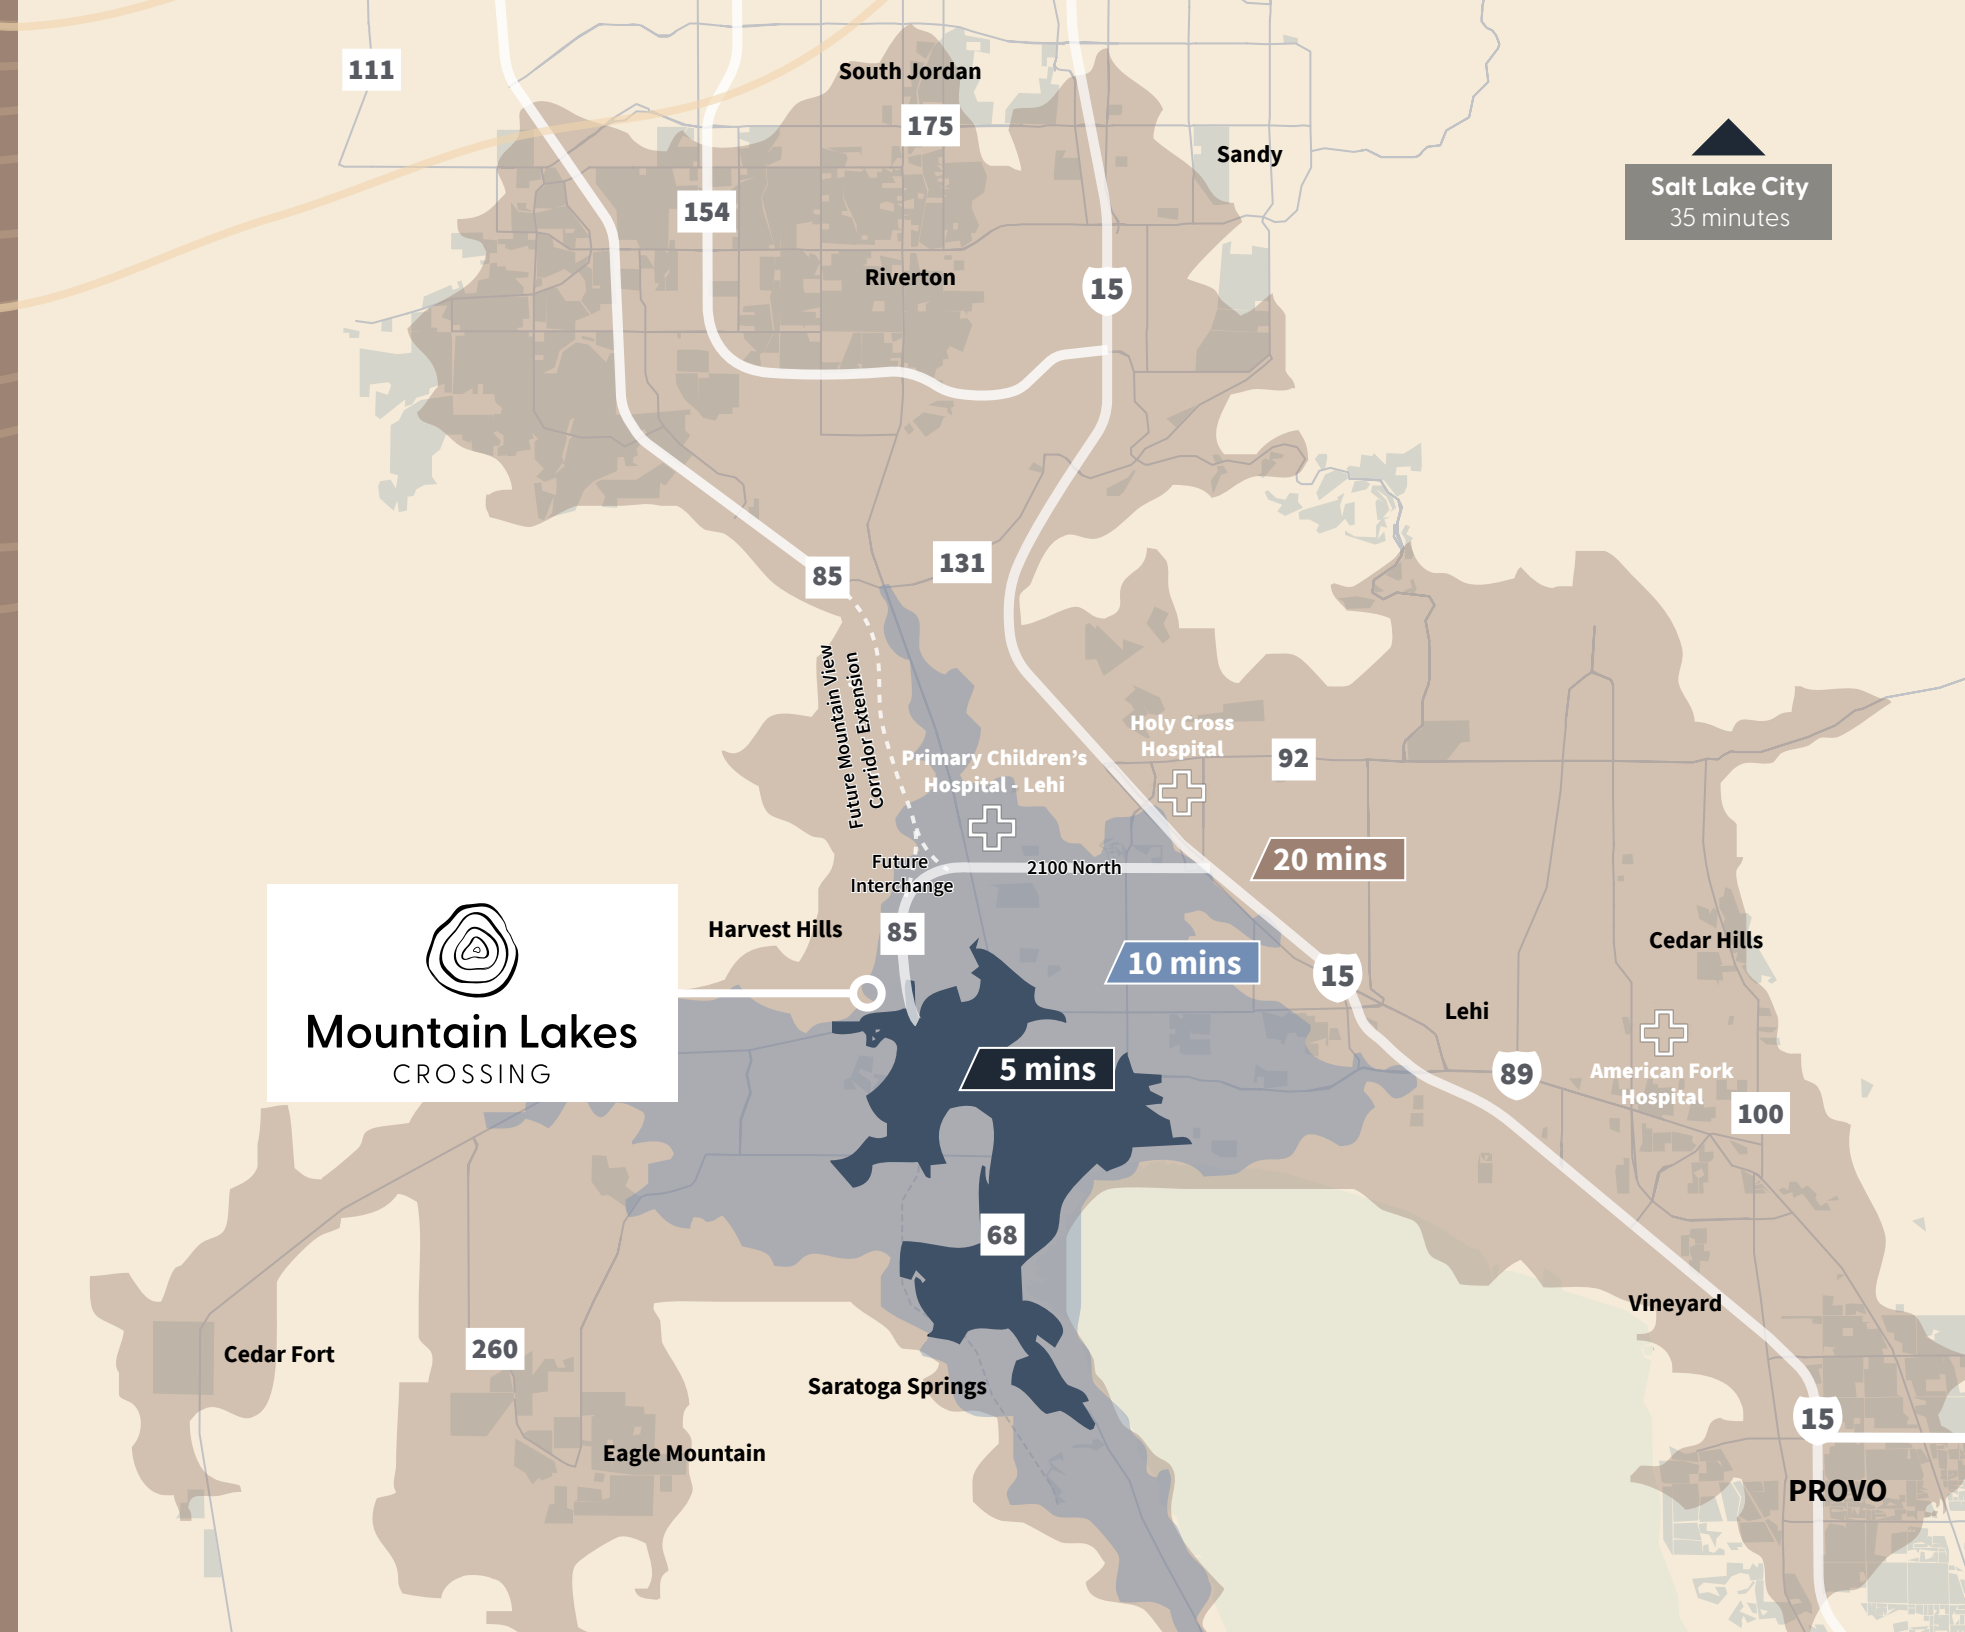 111
South Jordan
175
Sandy
Salt Lake City
35 minutes
154
Riverton
15
85
131
Future Mountain View
Corridor Extension
Holy Cross
Hospital
92
Primary Children's
Hospital - Lehi
20 mins
Future
Interchange
2100 North
Harvest Hills
85
10 mins
Cedar Hills
15
Lehi
Mountain Lakes
CROSSING
5 mins
89
American Fork
Hospital
100
68
Vineyard
Cedar Fort
260
Saratoga Springs
15
Eagle Mountain
PROVO